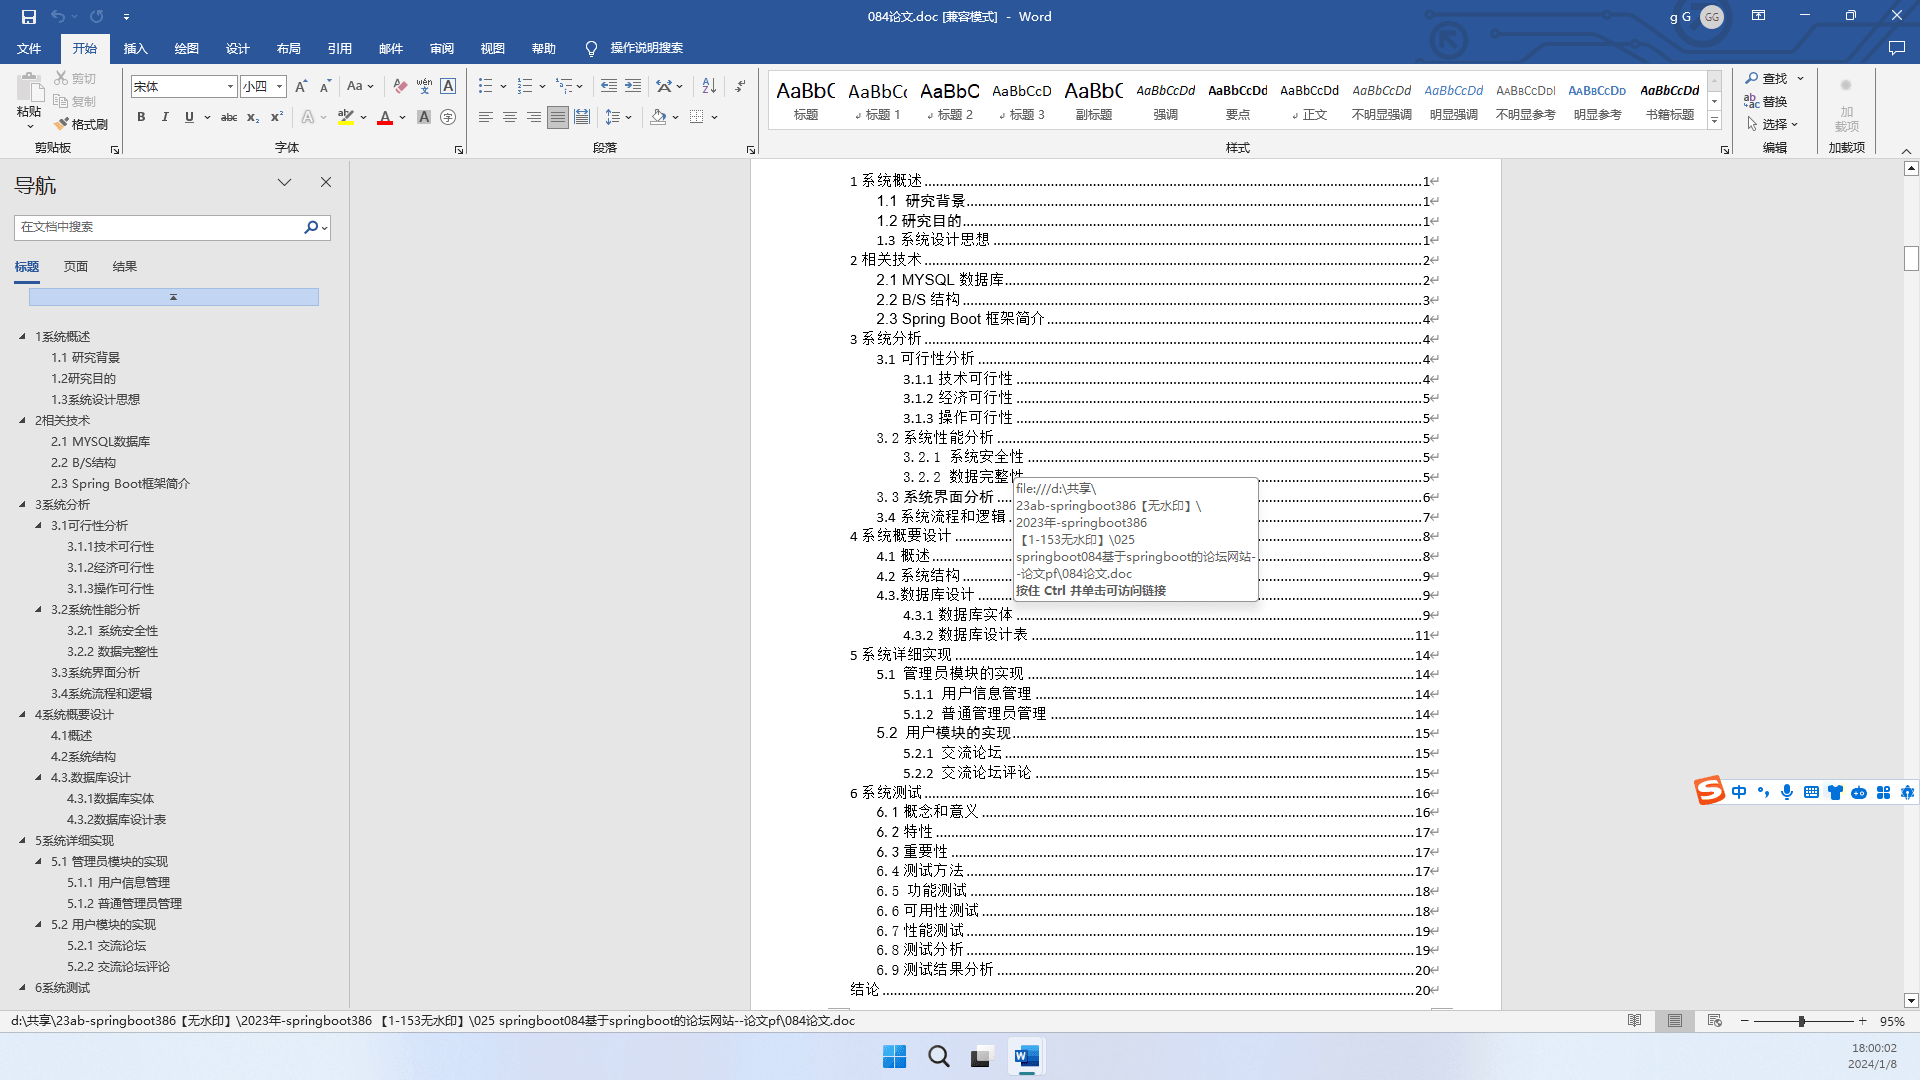 084论文.doc [兼容模式] - Word
g G
GG
文件
开始
插入
绘图
设计
布局
引用
邮件
审阅
视图
帮助
操作说明搜索
粘贴
剪切
复制
格式刷
剪贴板
宋体
小四
字体
段落
AaBbC 标题
AaBbCc 标题 1
AaBbC 标题 2
AaBbCcD 标题 3
AaBbC 副标题
AaBbCcDd 强调
AaBbCcDd 要点
AaBbCcDd 正文
AaBbCcDd 不明显强调
AaBbCcDd 明显强调
AaBbCcDd 不明显参考
AaBbCcDd 明显参考
AaBbCcDd 书籍标题
样式
查找
替换
选择
编辑
加载项
加载项
导航
在文档中搜索
标题
页面
结果
1系统概述
1.1 研究背景
1.2研究目的
1.3系统设计思想
2相关技术
2.1 MYSQL数据库
2.2 B/S结构
2.3 Spring Boot框架简介
3系统分析
3.1可行性分析
3.1.1技术可行性
3.1.2经济可行性
3.1.3操作可行性
3.2系统性能分析
3.2.1 系统安全性
3.2.2 数据完整性
3.3系统界面分析
3.4系统流程和逻辑
4系统概要设计
4.1概述
4.2系统结构
4.3.数据库设计
4.3.1数据库实体
4.3.2数据库设计表
5系统详细实现
5.1 管理员模块的实现
5.1.1 用户信息管理
5.1.2 普通管理员管理
5.2 用户模块的实现
5.2.1 交流论坛
5.2.2 交流论坛评论
6系统测试
1 系统概述 1
1.1 研究背景 1
1.2 研究目的 1
1.3 系统设计思想 1
2 相关技术 2
2.1 MYSQL 数据库 2
2.2 B/S 结构 3
2.3 Spring Boot 框架简介 4
3 系统分析 4
3.1 可行性分析 4
3.1.1 技术可行性 4
3.1.2 经济可行性 5
3.1.3 操作可行性 5
3.2 系统性能分析 5
3.2.1 系统安全性 5
3.2.2 数据完整性 5
3.3 系统界面分析 6
3.4 系统流程和逻辑 7
4 系统概要设计 8
4.1 概述 8
4.2 系统结构 9
4.3.数据库设计 9
4.3.1 数据库实体 9
4.3.2 数据库设计表 11
5 系统详细实现 14
5.1 管理员模块的实现 14
5.1.1 用户信息管理 14
5.1.2 普通管理员管理 14
5.2 用户模块的实现 15
5.2.1 交流论坛 15
5.2.2 交流论坛评论 15
6 系统测试 16
6.1 概念和意义 16
6.2 特性 17
6.3 重要性 17
6.4 测试方法 17
6.5 功能测试 18
6.6 可用性测试 18
6.7 性能测试 19
6.8 测试分析 19
6.9 测试结果分析 20
结论 20
file:///d:\共享\
23ab-springboot386【无水印】\
2023年-springboot386
【1-153无水印】\025
springboot084基于springboot的论坛网站-
-论文pf\084论文.doc
按住 Ctrl 并单击可访问链接
中
d:\共享\23ab-springboot386【无水印】\2023年-springboot386 【1-153无水印】\025 springboot084基于springboot的论坛网站--论文pf\084论文.doc
95%
18:00:02
2024/1/8